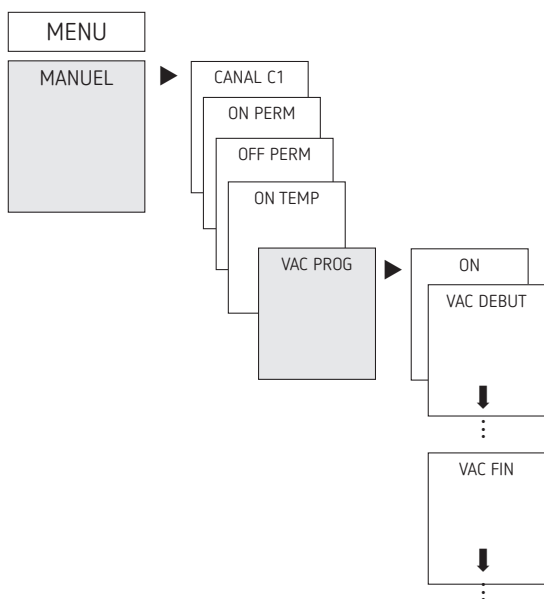 MENU
MANUEL
CANAL C1
ON PERM
OFF PERM
ON TEMP
VAC PROG
ON
VAC DEBUT
VAC FIN